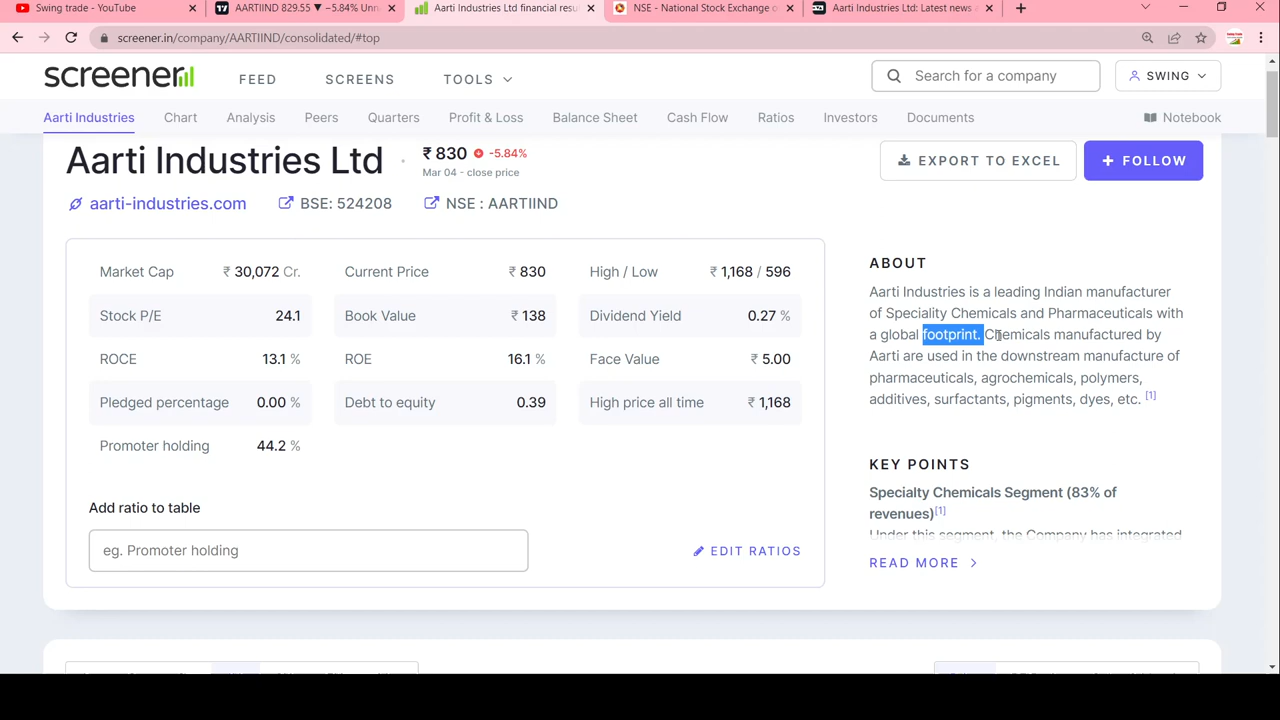 Swing trade - YouTube
AARTIIND 829.55 ▼ −5.84% Unn
Aarti Industries Ltd financial resu
NSE - National Stock Exchange o
Aarti Industries Ltd: Latest news a
screener.in/company/AARTIIND/consolidated/#top
screener
FEED
SCREENS
TOOLS
Search for a company
SWING
Aarti Industries
Chart
Analysis
Peers
Quarters
Profit & Loss
Balance Sheet
Cash Flow
Ratios
Investors
Documents
Notebook
Aarti Industries Ltd
₹ 830 -5.84%
Mar 04 - close price
EXPORT TO EXCEL
+ FOLLOW
aarti-industries.com
BSE: 524208
NSE : AARTIIND
Market Cap ₹ 30,072 Cr.
Current Price ₹ 830
High / Low ₹ 1,168 / 596
Stock P/E 24.1
Book Value ₹ 138
Dividend Yield 0.27 %
ROCE 13.1 %
ROE 16.1 %
Face Value ₹ 5.00
Pledged percentage 0.00 %
Debt to equity 0.39
High price all time ₹ 1,168
Promoter holding 44.2 %
Add ratio to table
eg. Promoter holding
EDIT RATIOS
ABOUT
Aarti Industries is a leading Indian manufacturer
of Speciality Chemicals and Pharmaceuticals with
a global footprint. Chemicals manufactured by
Aarti are used in the downstream manufacture of
pharmaceuticals, agrochemicals, polymers,
additives, surfactants, pigments, dyes, etc. [1]
KEY POINTS
Specialty Chemicals Segment (83% of
revenues)[1]
Under this segment, the Company has integrated
READ MORE